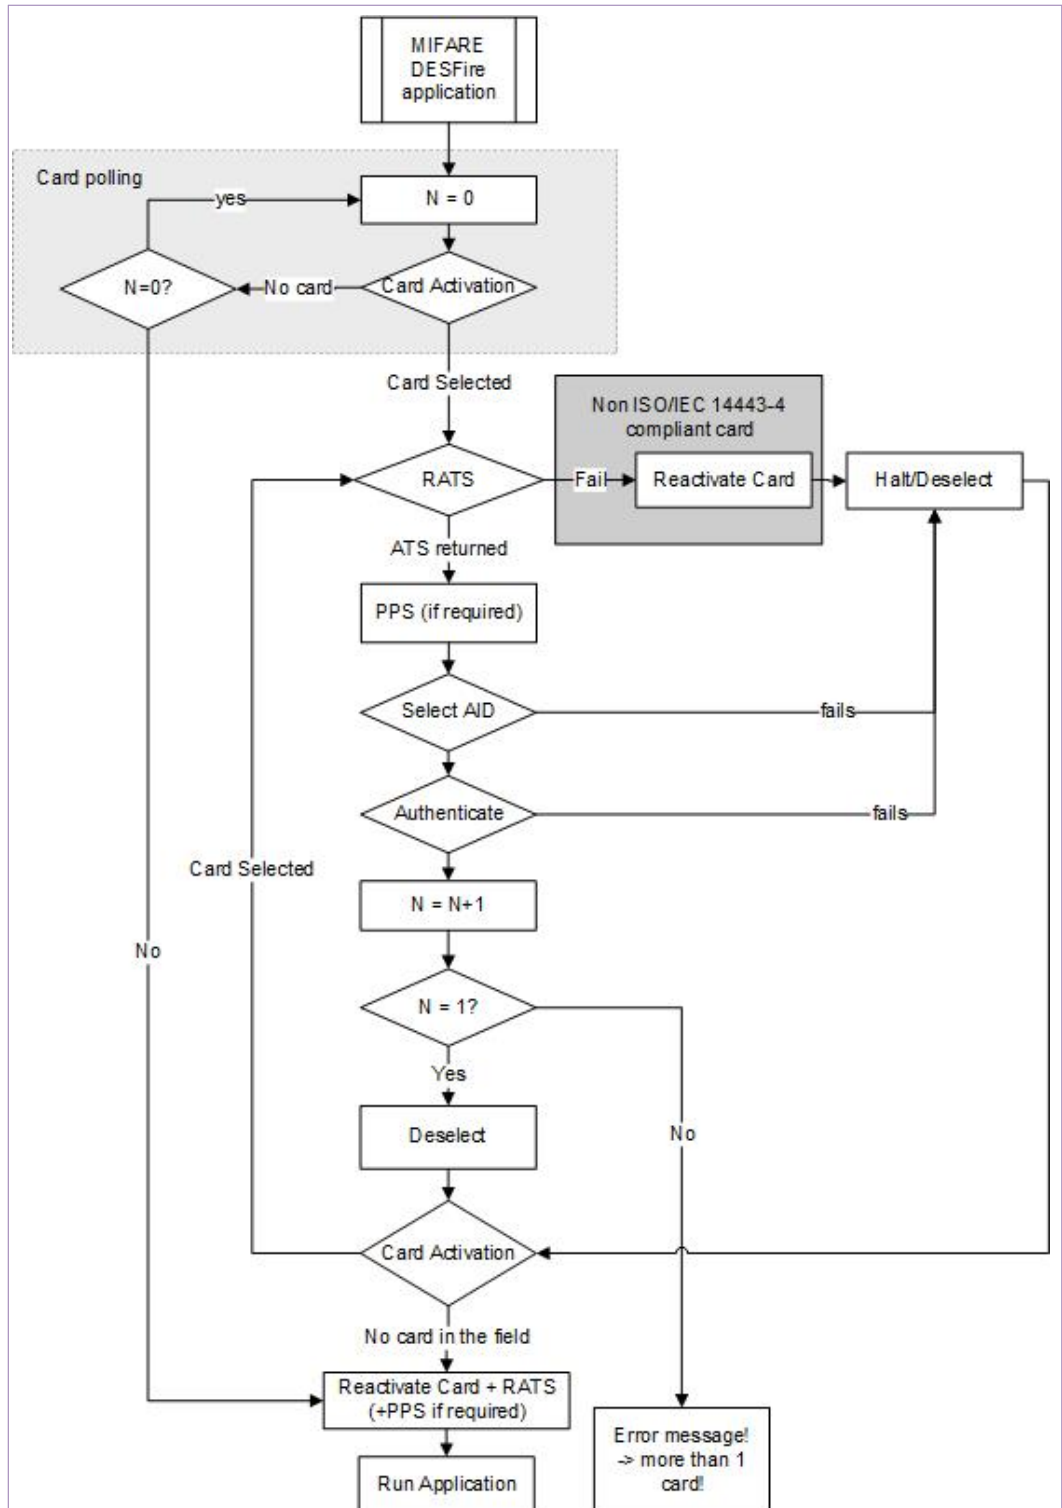 MIFARE
DESFire
application
Card polling
yes
N = 0
N=0?
No card
Card Activation
Card Selected
Non ISO/IEC 14443-4
compliant card
RATS
Fail
Reactivate Card
Halt/Deselect
ATS returned
PPS (if required)
Select AID
fails
Authenticate
fails
Card Selected
N = N+1
No
N = 1?
Yes
Deselect
No
Card Activation
No card in the field
Reactivate Card + RATS
(+PPS if required)
Error message!
-> more than 1
card!
Run Application